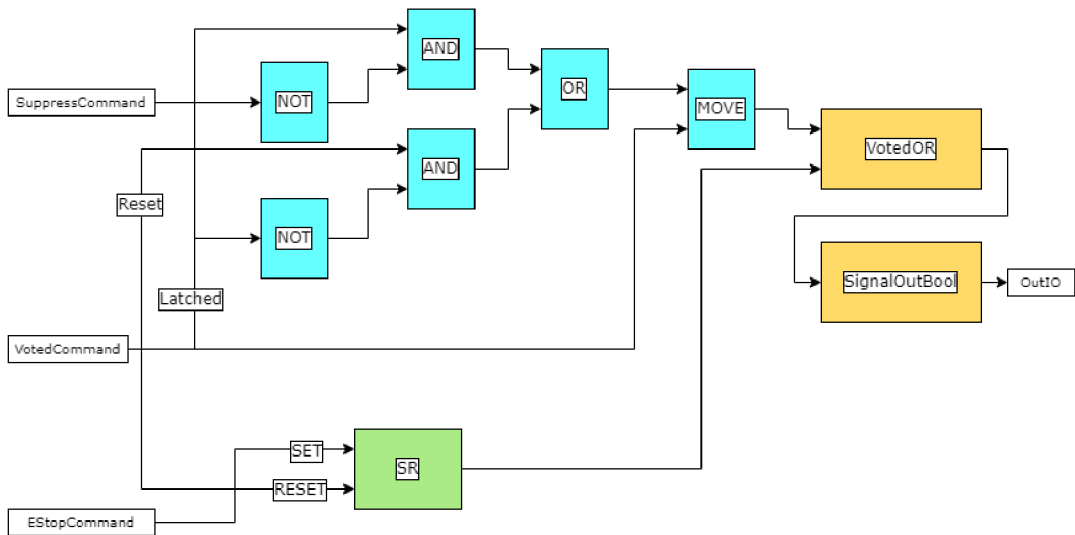 AND
NOT
SuppressCommand
OR
MOVE
VotedOR
AND
Reset
NOT
SignalOutBool
OutIO
Latched
VotedCommand
SET
SR
RESET
EStopCommand